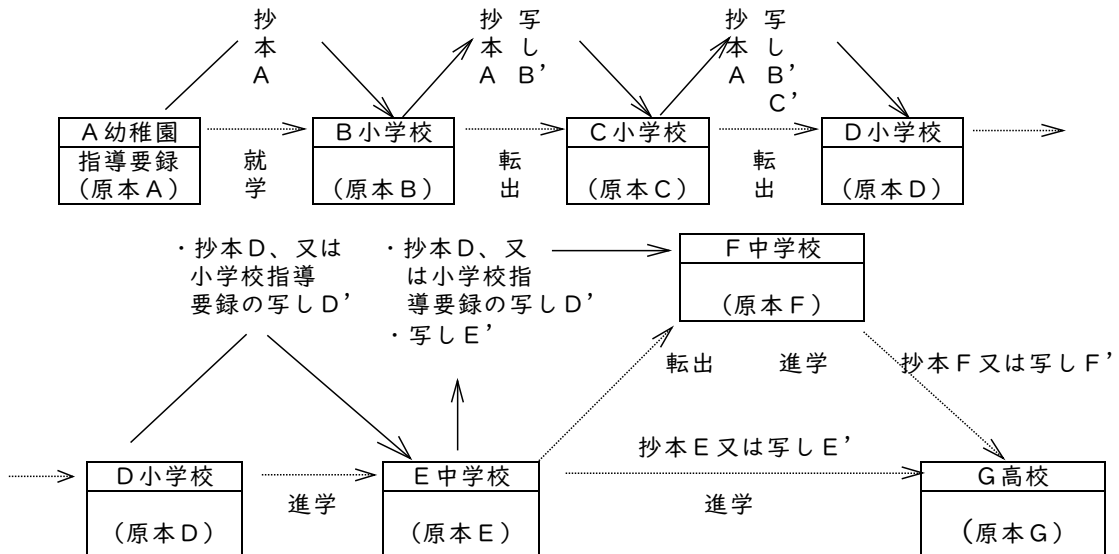 抄本A
抄本A 写しB’
抄本A 写しB’C’
A幼稚園
指導要録
(原本A)
就学
B小学校
(原本B)
転出
C小学校
(原本C)
転出
D小学校
(原本D)
・抄本D、又は
小学校指導
要録の写しD’
・抄本D、又
は小学校指
導要録の写しD’
・写しE’
F中学校
(原本F)
転出
進学
抄本F又は写しF’
D小学校
(原本D)
進学
E中学校
(原本E)
抄本E又は写しE’
進学
G高校
(原本G)